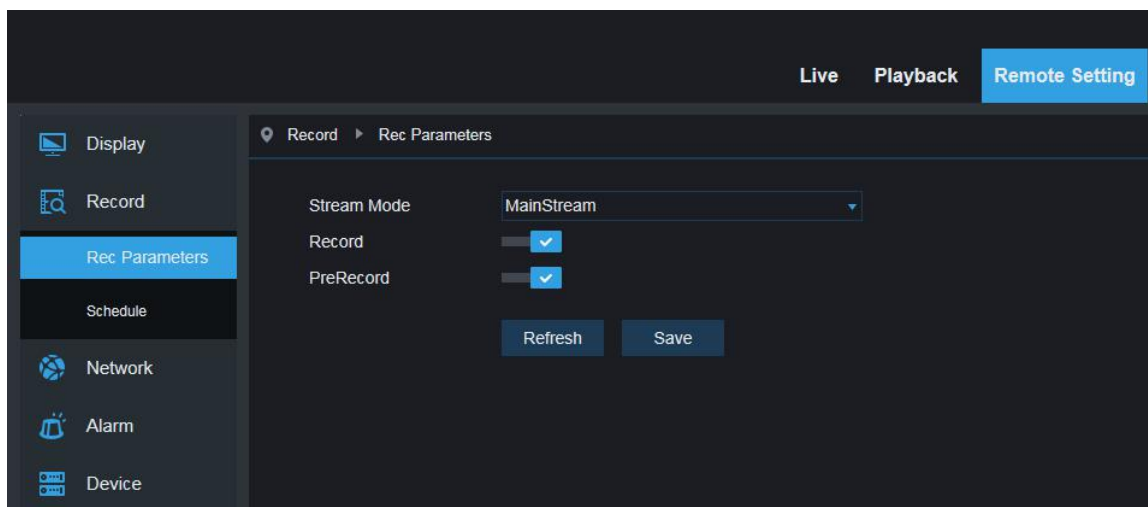 Live Playback Remote Setting
Display
Record
Rec Parameters
Schedule
Network
Alarm
Device
Record Rec Parameters
Stream Mode MainStream
Record
PreRecord
Refresh Save